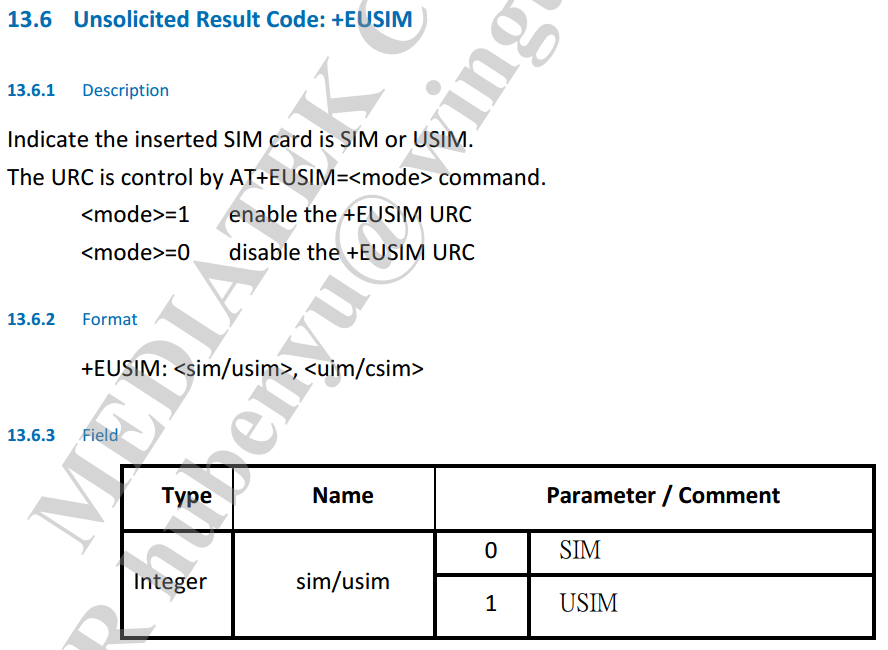 13.6 Unsolicited Result Code: +EUSIM
13.6.1 Description
Indicate the inserted SIM card is SIM or USIM.
The URC is control by AT+EUSIM=<mode> command.
<mode>=1 enable the +EUSIM URC
<mode>=0 disable the +EUSIM URC
13.6.2 Format
+EUSIM: <sim/usim>, <uim/csim>
13.6.3 Field
Type Name Parameter / Comment
Integer sim/usim
0 SIM
1 USIM
MEDIATEK C
R hubenyu@wing